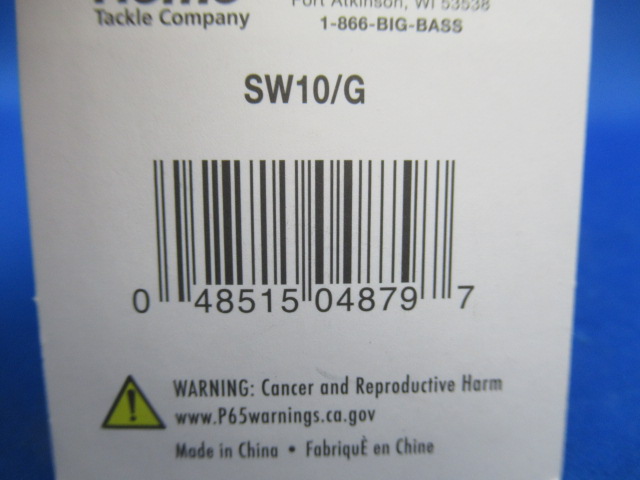 Fort Atkinson, WI 53538
Tackle Company
1-866-BIG-BASS
SW10/G
0 48515 04879 7
WARNING: Cancer and Reproductive Harm
www.P65warnings.ca.gov
Made in China • FabriquÈ en Chine